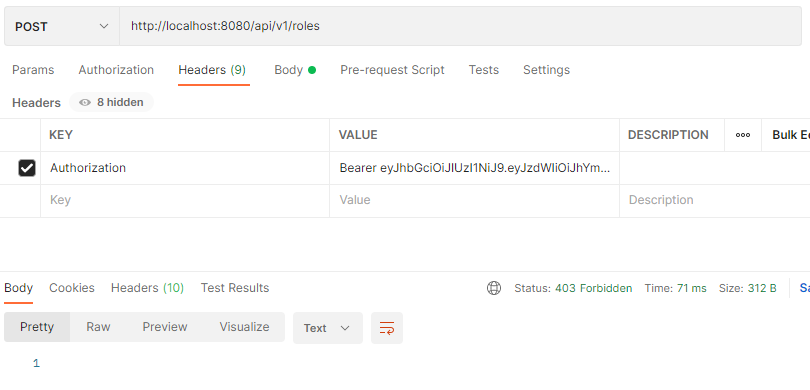 POST http://localhost:8080/api/v1/roles
Params Authorization Headers (9) Body Pre-request Script Tests Settings
Headers 8 hidden
KEY VALUE DESCRIPTION Bulk Ec
Authorization Bearer eyJhbGciOiJIUzI1NiJ9.eyJzdWIiOiJhYm...
Key Value Description
Body Cookies Headers (10) Test Results Status: 403 Forbidden Time: 71 ms Size: 312 B Sa
Pretty Raw Preview Visualize Text
1